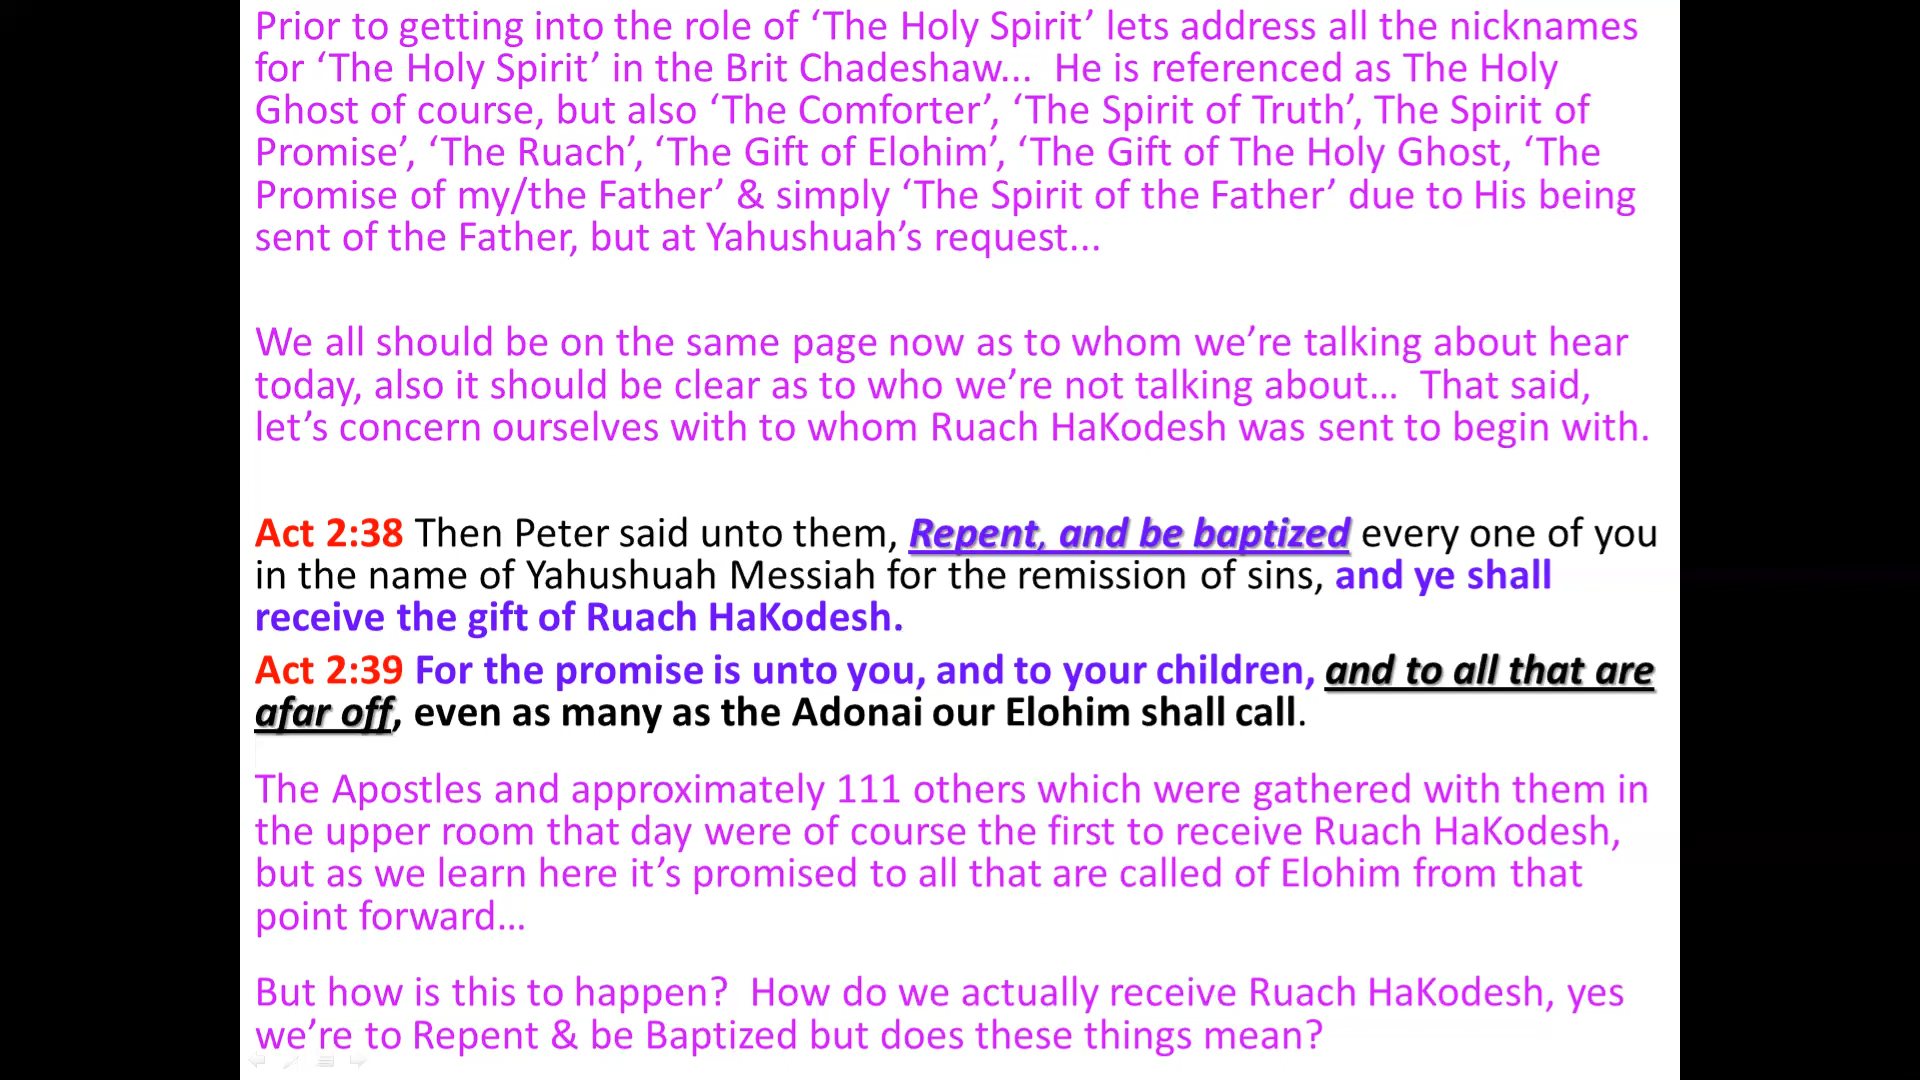 Prior to getting into the role of ‘The Holy Spirit’ lets address all the nicknames
for ‘The Holy Spirit’ in the Brit Chadeshaw...  He is referenced as The Holy
Ghost of course, but also ‘The Comforter’, ‘The Spirit of Truth’, The Spirit of
Promise’, ‘The Ruach’, ‘The Gift of Elohim’, ‘The Gift of The Holy Ghost, ‘The
Promise of my/the Father’ & simply ‘The Spirit of the Father’ due to His being
sent of the Father, but at Yahushuah’s request...
We all should be on the same page now as to whom we’re talking about hear
today, also it should be clear as to who we’re not talking about...  That said,
let’s concern ourselves with to whom Ruach HaKodesh was sent to begin with.
Act 2:38 Then Peter said unto them, Repent, and be baptized every one of you
in the name of Yahushuah Messiah for the remission of sins, and ye shall
receive the gift of Ruach HaKodesh.
Act 2:39 For the promise is unto you, and to your children, and to all that are
afar off, even as many as the Adonai our Elohim shall call.
The Apostles and approximately 111 others which were gathered with them in
the upper room that day were of course the first to receive Ruach HaKodesh,
but as we learn here it’s promised to all that are called of Elohim from that
point forward...
But how is this to happen?  How do we actually receive Ruach HaKodesh, yes
we’re to Repent & be Baptized but does these things mean?